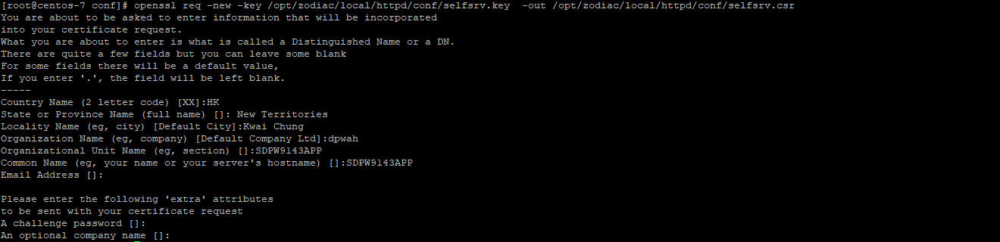 [root@centos-7 conf]# openssl req -new -key /opt/zodiac/local/httpd/conf/selfsrv.key  -out /opt/zodiac/local/httpd/conf/selfsrv.csr
You are about to be asked to enter information that will be incorporated
into your certificate request.
What you are about to enter is what is called a Distinguished Name or a DN.
There are quite a few fields but you can leave some blank
For some fields there will be a default value,
If you enter '.', the field will be left blank.
-----
Country Name (2 letter code) [XX]:HK
State or Province Name (full name) []: New Territories
Locality Name (eg, city) [Default City]:Kwai Chung
Organization Name (eg, company) [Default Company Ltd]:dpwah
Organizational Unit Name (eg, section) []:SDPW9143APP
Common Name (eg, your name or your server's hostname) []:SDPW9143APP
Email Address []:

Please enter the following 'extra' attributes
to be sent with your certificate request
A challenge password []:
An optional company name []: